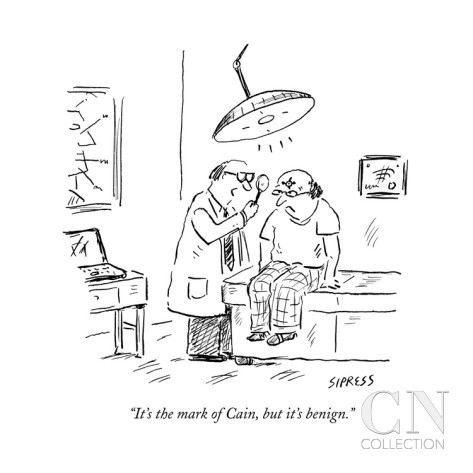 SIPRESS
"It's the mark of Cain, but it's benign."
CN
COLLECTION